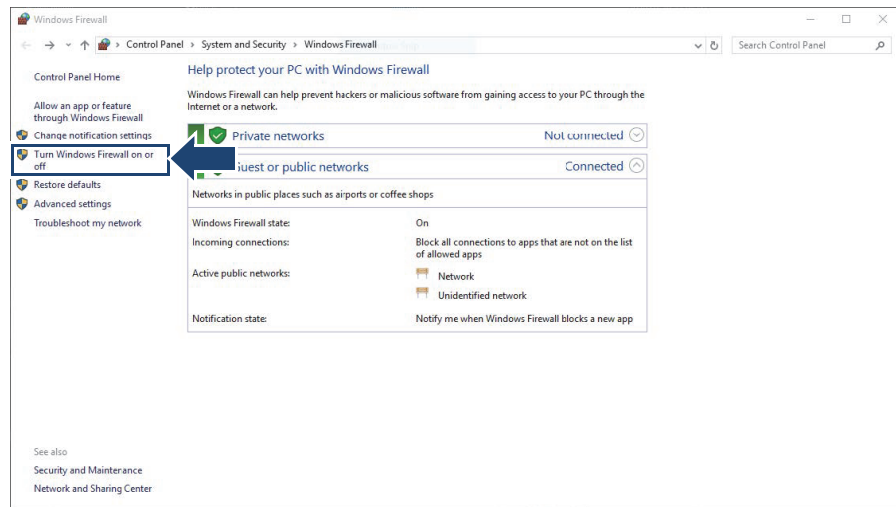 Windows Firewall
Control Panel > System and Security > Windows Firewall
Search Control Panel
Control Panel Home
Allow an app or feature
through Windows Firewall
Change notification settings
Turn Windows Firewall on or
off
Restore defaults
Advanced settings
Troubleshoot my network
Help protect your PC with Windows Firewall
Windows Firewall can help prevent hackers or malicious software from gaining access to your PC through the
Internet or a network.
Private networks Not connected
uest or public networks Connected
Networks in public places such as airports or coffee shops
Windows Firewall state: On
Incoming connections: Block all connections to apps that are not on the list
of allowed apps
Active public networks: Network
Unidentified network
Notification state: Notify me when Windows Firewall blocks a new app
See also
Security and Maintenance
Network and Sharing Center